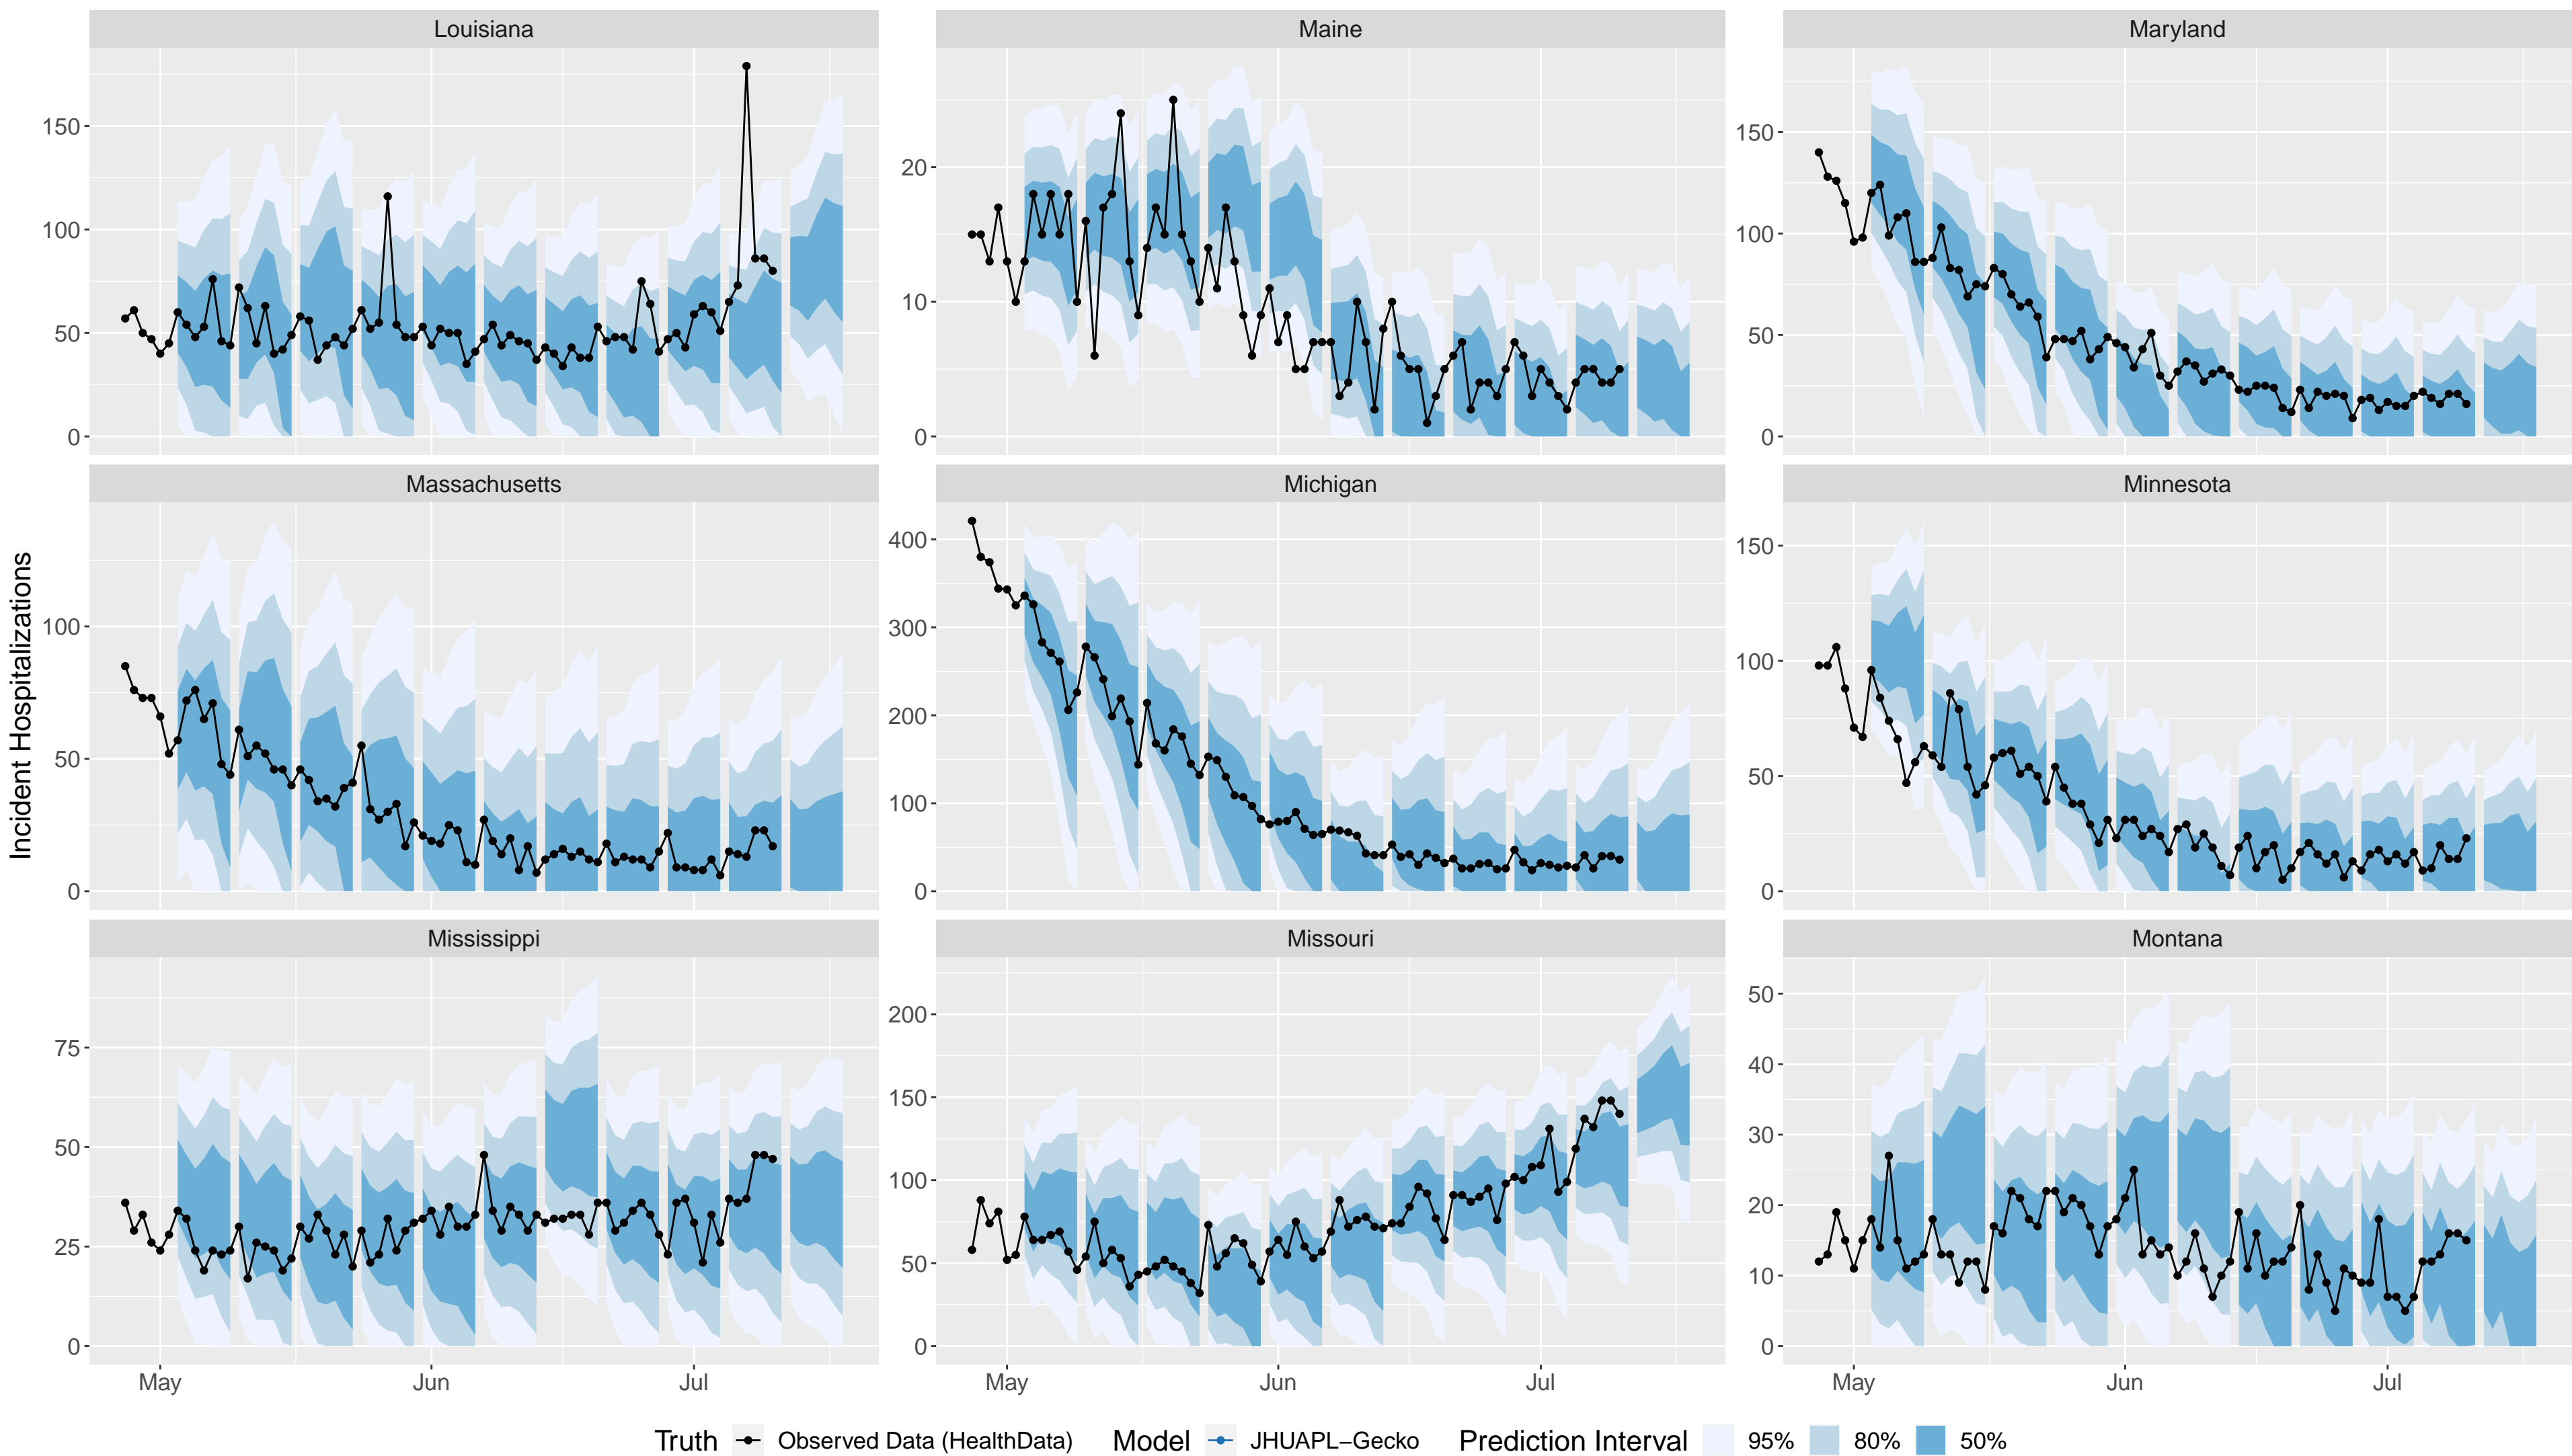 Louisiana Maine Maryland
150 20 150
100 10 100
50 0 50
0 0
Massachusetts Michigan Minnesota
Incident Hospitalizations
100 400 150
50 300 100
0 200 50
100 0
0
Mississippi Missouri Montana
75 200 50
50 150 40
25 100 30
0 50 20
0 10
0
May Jun Jul May Jun Jul May Jun Jul
Truth Observed Data (HealthData) Model JHUAPL−Gecko Prediction Interval 95% 80% 50%